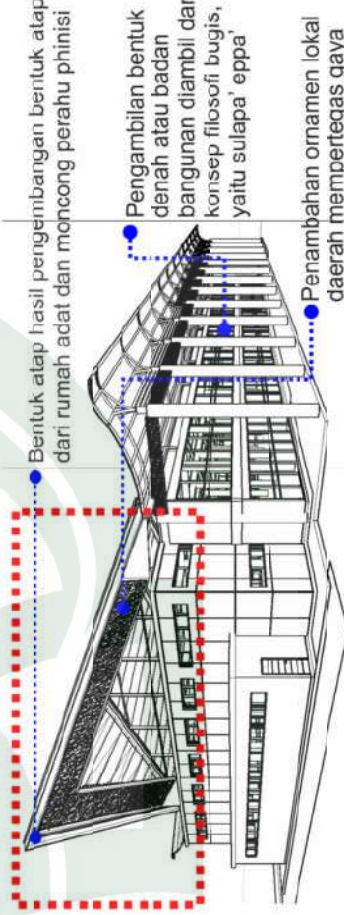 Bentuk atap hasil pengembangan bentuk atap
dari rumah adat dan moncong perahu phinisi
Pengambilan bentuk
denah atau badan
bangunan diambil dari
konsep filosofi bugis,
yaitu sulapa' eppa'
Penambahan ornamen lokal
daerah mempertegas gaya